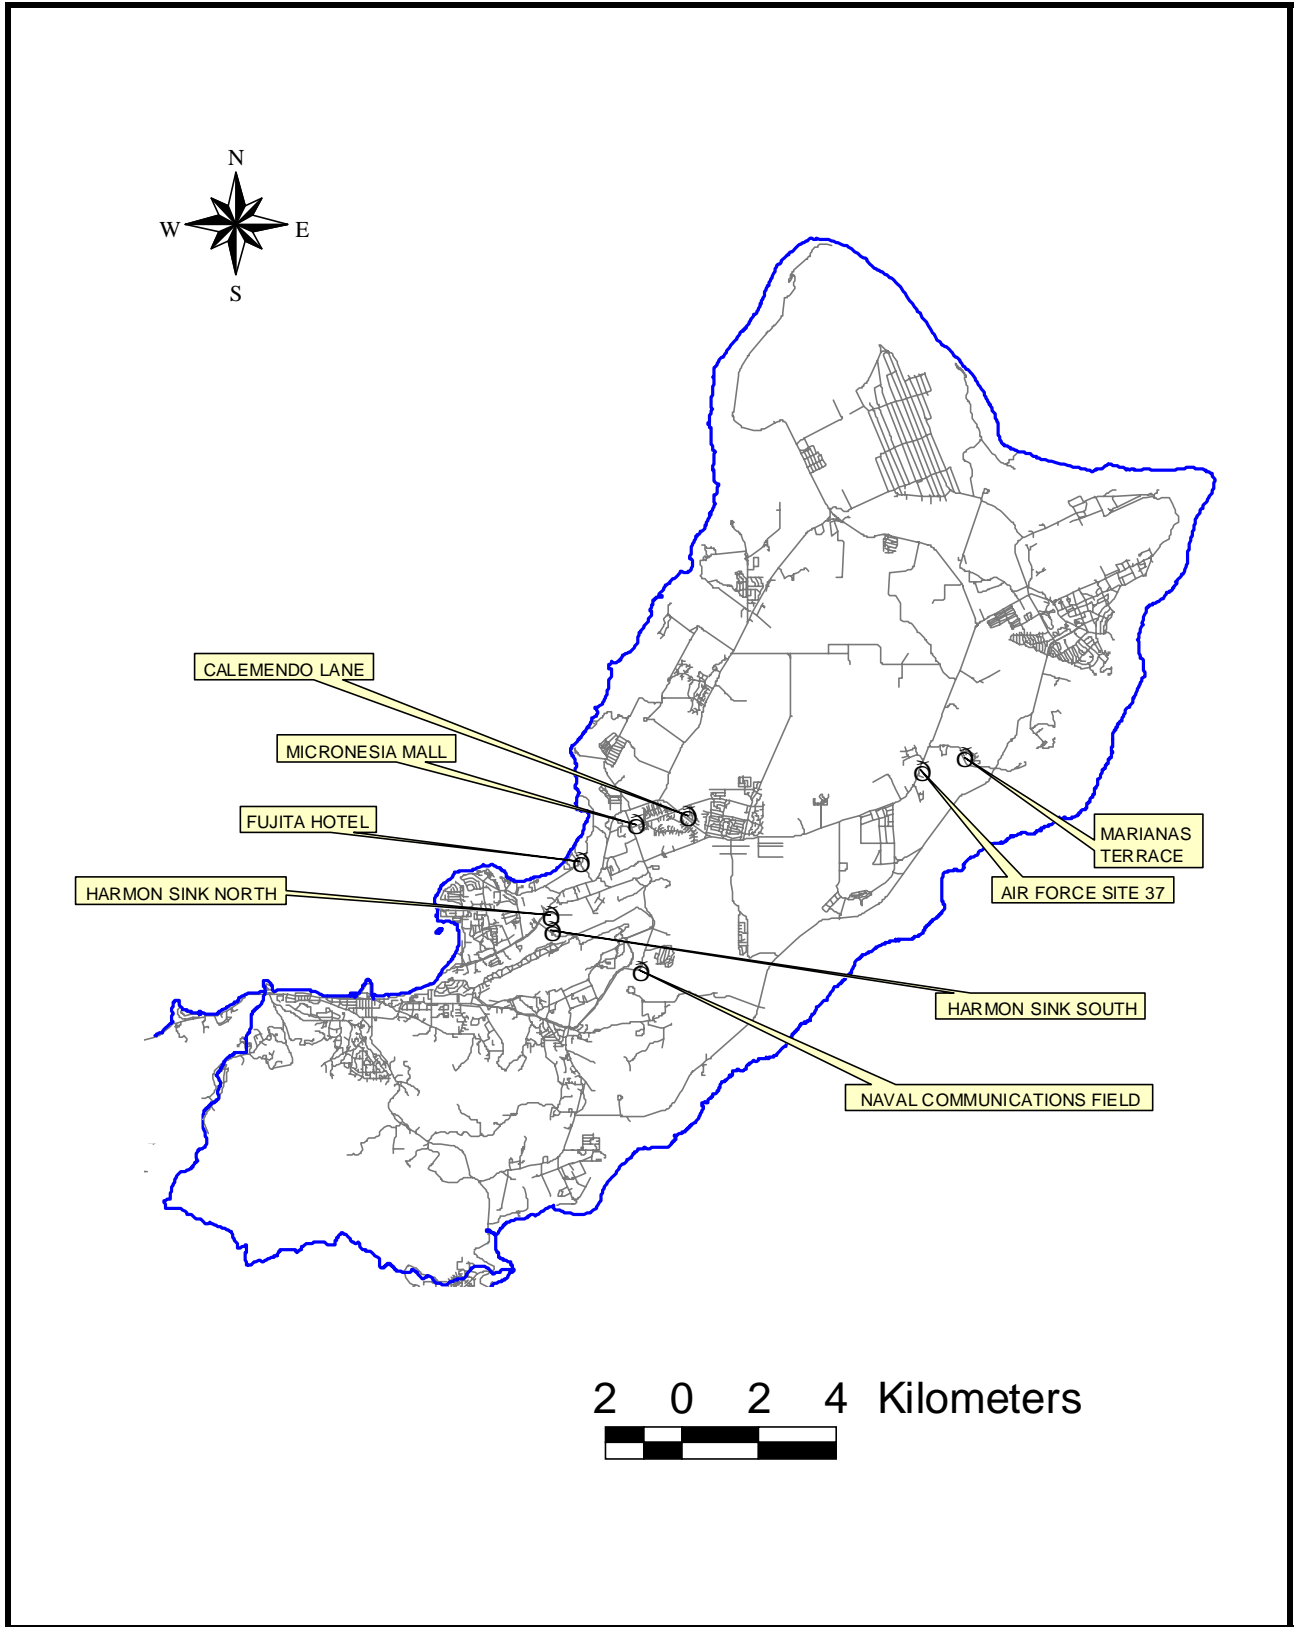 N
W E
S
CALEMENDO LANE
MICRONESIA MALL
FUJITA HOTEL
MARIANAS
TERRACE
HARMON SINK NORTH
AIR FORCE SITE 37
HARMON SINK SOUTH
NAVAL COMMUNICATIONS FIELD
2 0 2 4 Kilometers